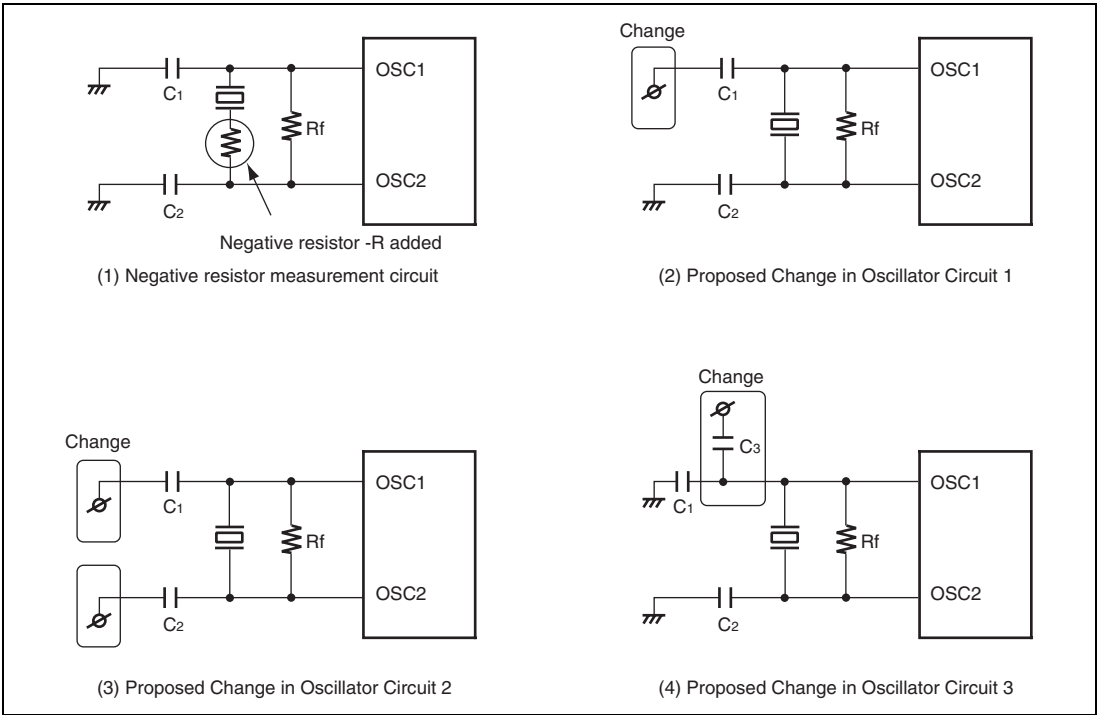 OSC1
C1
Rf
OSC2
C2
Negative resistor -R added
(1) Negative resistor measurement circuit
Change
OSC1
C1
Rf
OSC2
C2
(2) Proposed Change in Oscillator Circuit 1
Change
OSC1
C1
Rf
OSC2
C2
(3) Proposed Change in Oscillator Circuit 2
Change
C3
OSC1
C1
Rf
OSC2
C2
(4) Proposed Change in Oscillator Circuit 3